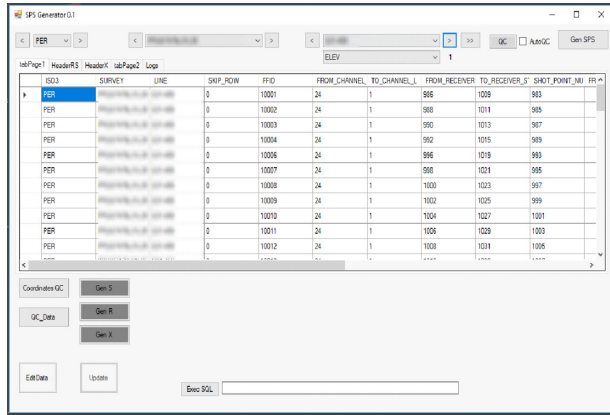 SPS Generator 0.1
< PER > < > < > >> QC AutoQC Gen SPS
ELEV 1
tabPage1 HeaderRS HeaderX tabPage2 Logs
ISO3 SURVEY LINE SKIP_ROW FFID FROM_CHANNEL_ TO_CHANNEL_L FROM_RECEIVER TO_RECEIVER_ST SHOT_POINT_NU FR
PER 0 10001 24 1 986 1009 983
PER 0 10002 24 1 988 1011 985
PER 0 10003 24 1 990 1013 987
PER 0 10004 24 1 992 1015 989
PER 0 10006 24 1 996 1019 993
PER 0 10007 24 1 998 1021 995
PER 0 10008 24 1 1000 1023 997
PER 0 10009 24 1 1002 1025 999
PER 0 10010 24 1 1004 1027 1001
PER 0 10011 24 1 1006 1029 1003
PER 0 10012 24 1 1008 1031 1005
Coordinates QC Gen S
QC_Data Gen R
Gen X
Edit Data Update
Exec SQL